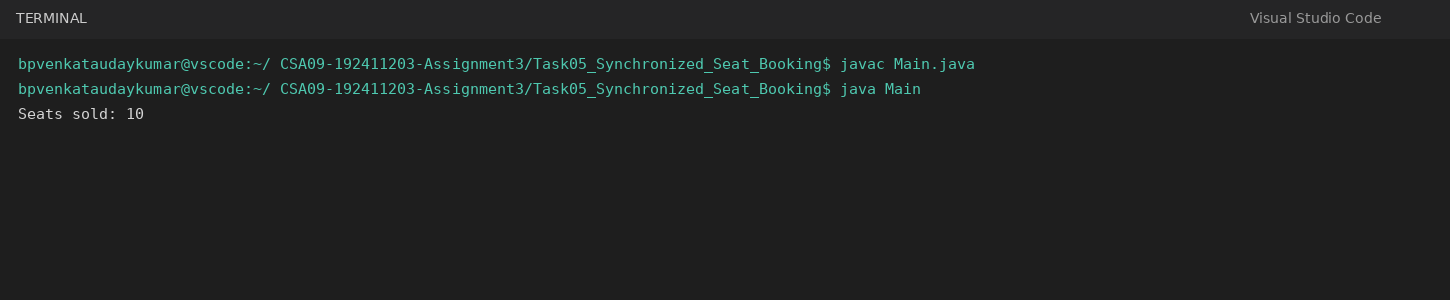 TERMINAL
Visual Studio Code
bpvenkataudaykumar@vscode:~/ CSA09-192411203-Assignment3/Task05_Synchronized_Seat_Booking$ javac Main.java
bpvenkataudaykumar@vscode:~/ CSA09-192411203-Assignment3/Task05_Synchronized_Seat_Booking$ java Main
Seats sold: 10